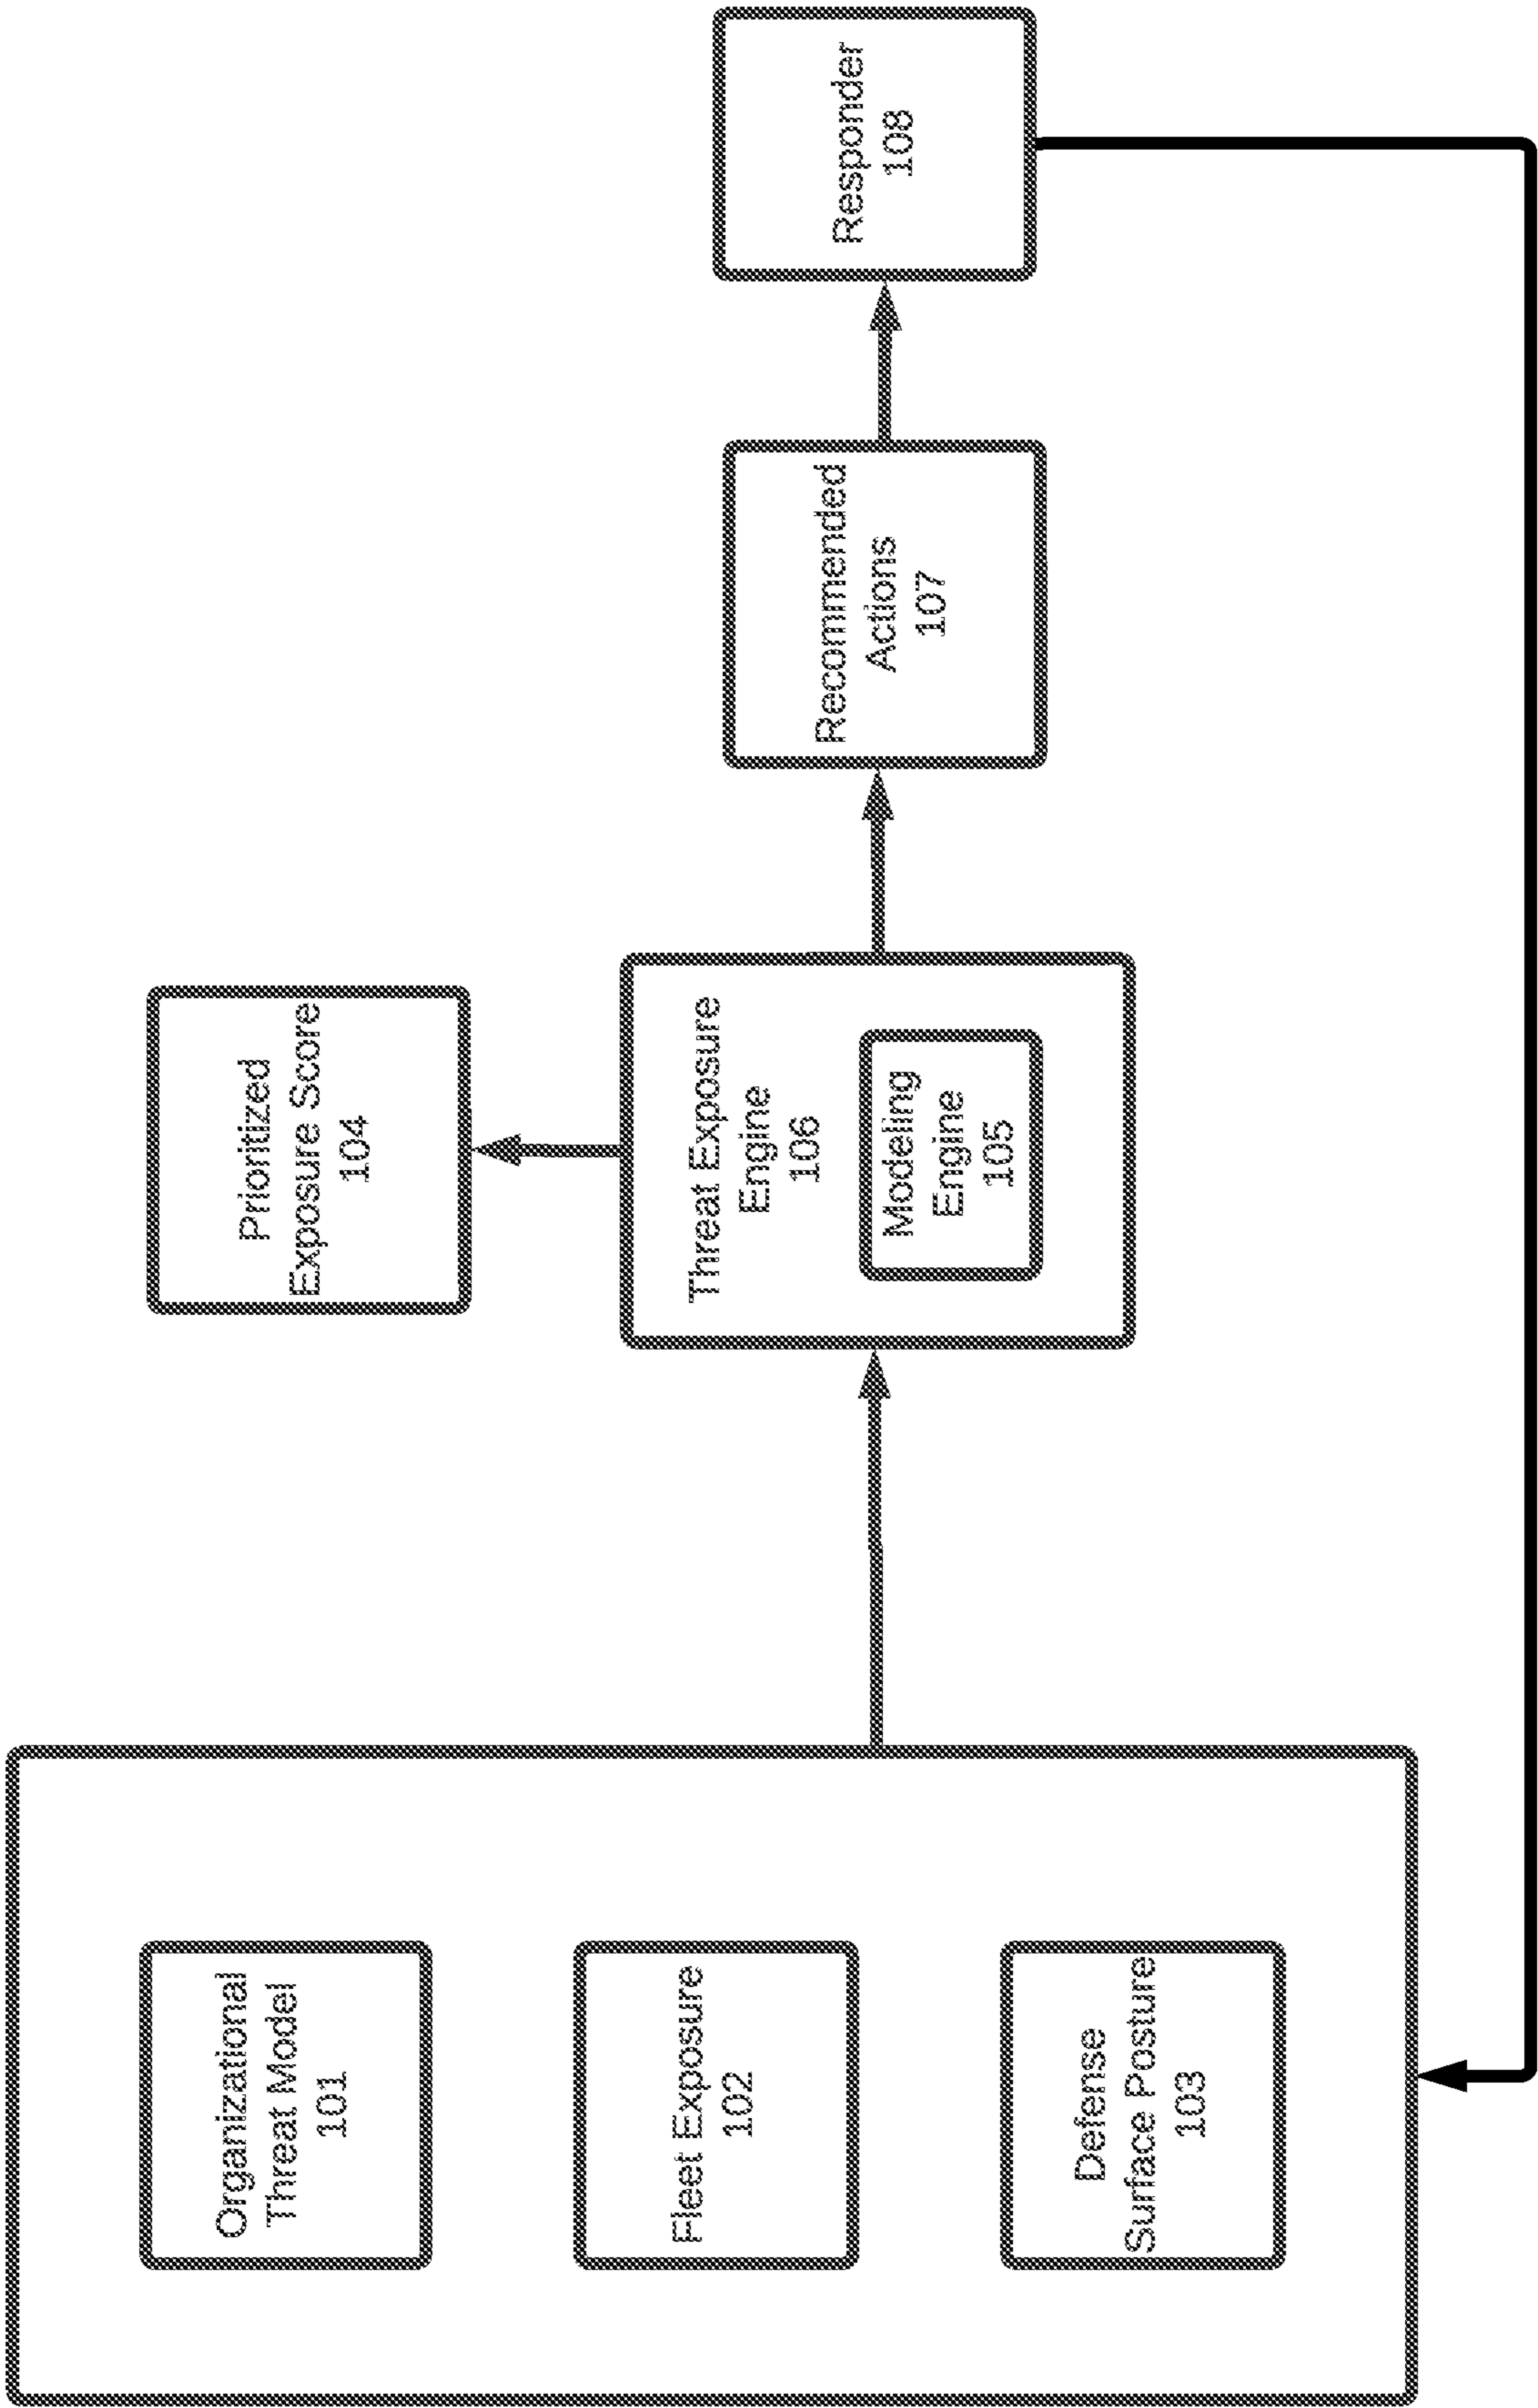 Organizational
Threat Model
101
Fleet Exposure
102
Defense
Surface Posture
103
Prioritized
Exposure Score
104
Threat Exposure
Engine
106
Modeling
Engine
105
Recommended
Actions
107
Responder
108